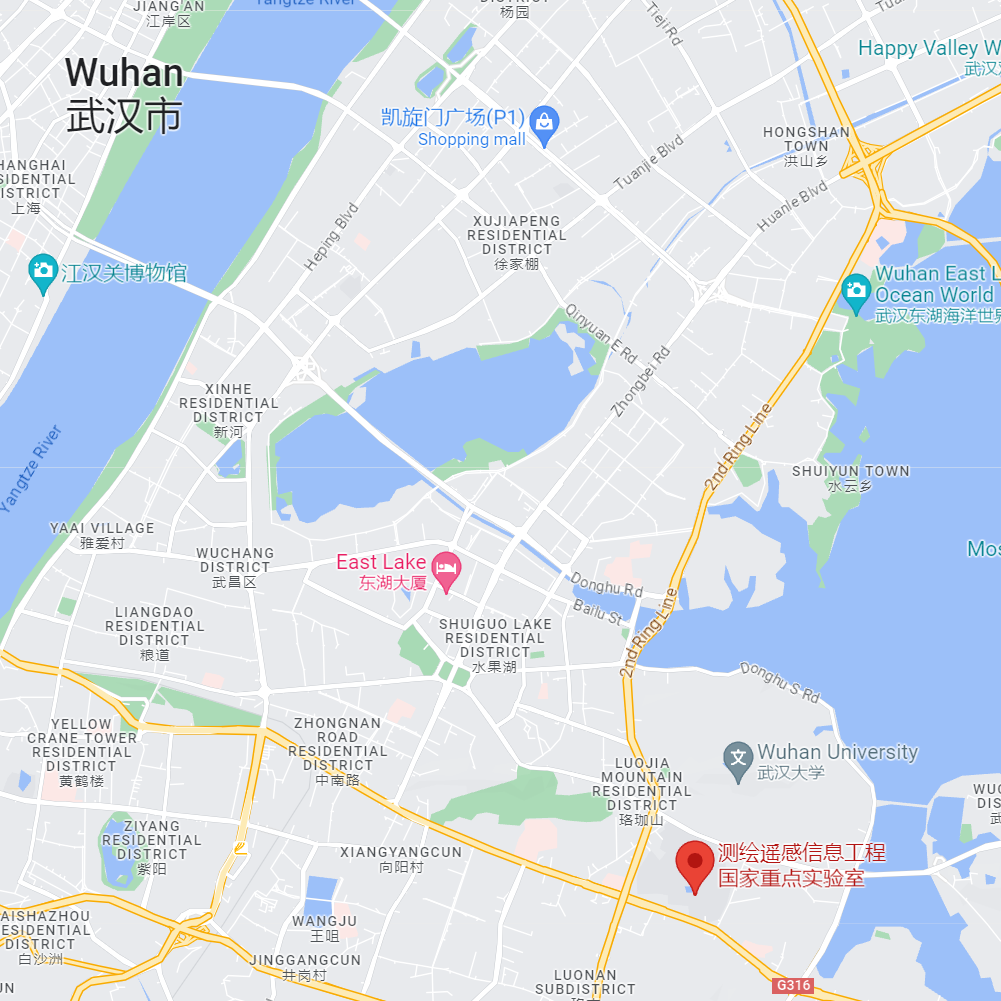 Yangtze River
JIANG'AN
江岸区
DISTRICT
杨园
Tieji Rd
Wuhan
武汉市
Happy Valley W
武汉
凯旋门广场(P1)
Shopping mall
HONGSHAN
TOWN
洪山乡
Tuanjie Blvd
Huanle Blvd
HANGHAI
SIDENTIAL
ISTRICT
上海
Heping Blvd
XUJIAPENG
RESIDENTIAL
DISTRICT
徐家棚
江汉关博物馆
Wuhan East L
Ocean World
武汉东湖海洋世界
Qinyuan E Rd
Zhongbei Rd
XINHE
RESIDENTIAL
DISTRICT
新河
2nd Ring Line
Yangtze River
SHUIYUN TOWN
水云乡
YAAI VILLAGE
雅爱村
WUCHANG
DISTRICT
武昌区
East Lake
东湖大厦
Mos
Donghu Rd
Bailu St
LIANGDAO
RESIDENTIAL
DISTRICT
粮道
SHUIGUO LAKE
RESIDENTIAL
DISTRICT
水果湖
2nd Ring Line
Donghu S Rd
YELLOW
CRANE TOWER
RESIDENTIAL
DISTRICT
黄鹤楼
ZHONGNAN
ROAD
RESIDENTIAL
DISTRICT
中南路
Wuhan University
武汉大学
LUOJIA
MOUNTAIN
RESIDENTIAL
DISTRICT
珞珈山
WUC
DIS
ZIYANG
RESIDENTIAL
DISTRICT
紫阳
XIANGYANGCUN
向阳村
测绘遥感信息工程
国家重点实验室
AISHAZHOU
ESIDENTIAL
DISTRICT
白沙洲
WANGJU
王咀
JINGGANGCUN
井岗村
LUONAN
SUBDISTRICT
G316
UN